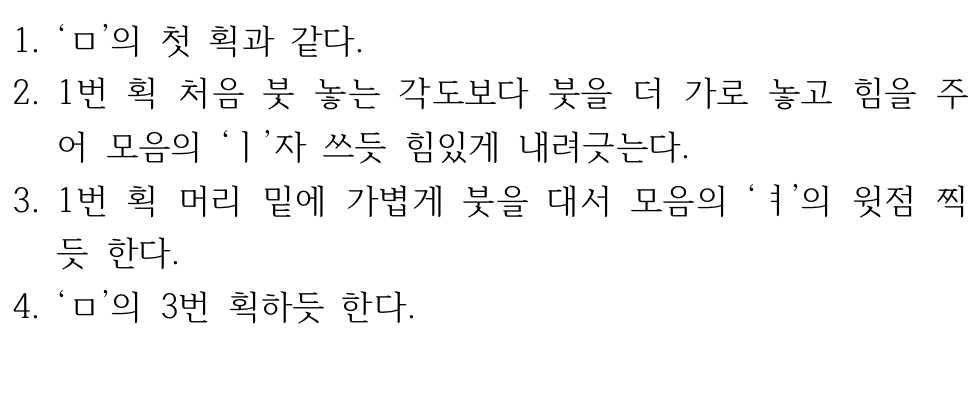 1. ‘ㅁ’의 첫 획과 같다.
2. 1번 획 처음 붓 놓는 각도보다 붓을 더 가로 놓고 힘을 주
어 모음의 ‘ㅣ’자 쓰듯 힘있게 내려긋는다.
3. 1번 획 머리 밑에 가볍게 붓을 대서 모음의 ‘ㅕ’의 윗점 찍
듯 한다.
4. ‘ㅁ’의 3번 획하듯 한다.